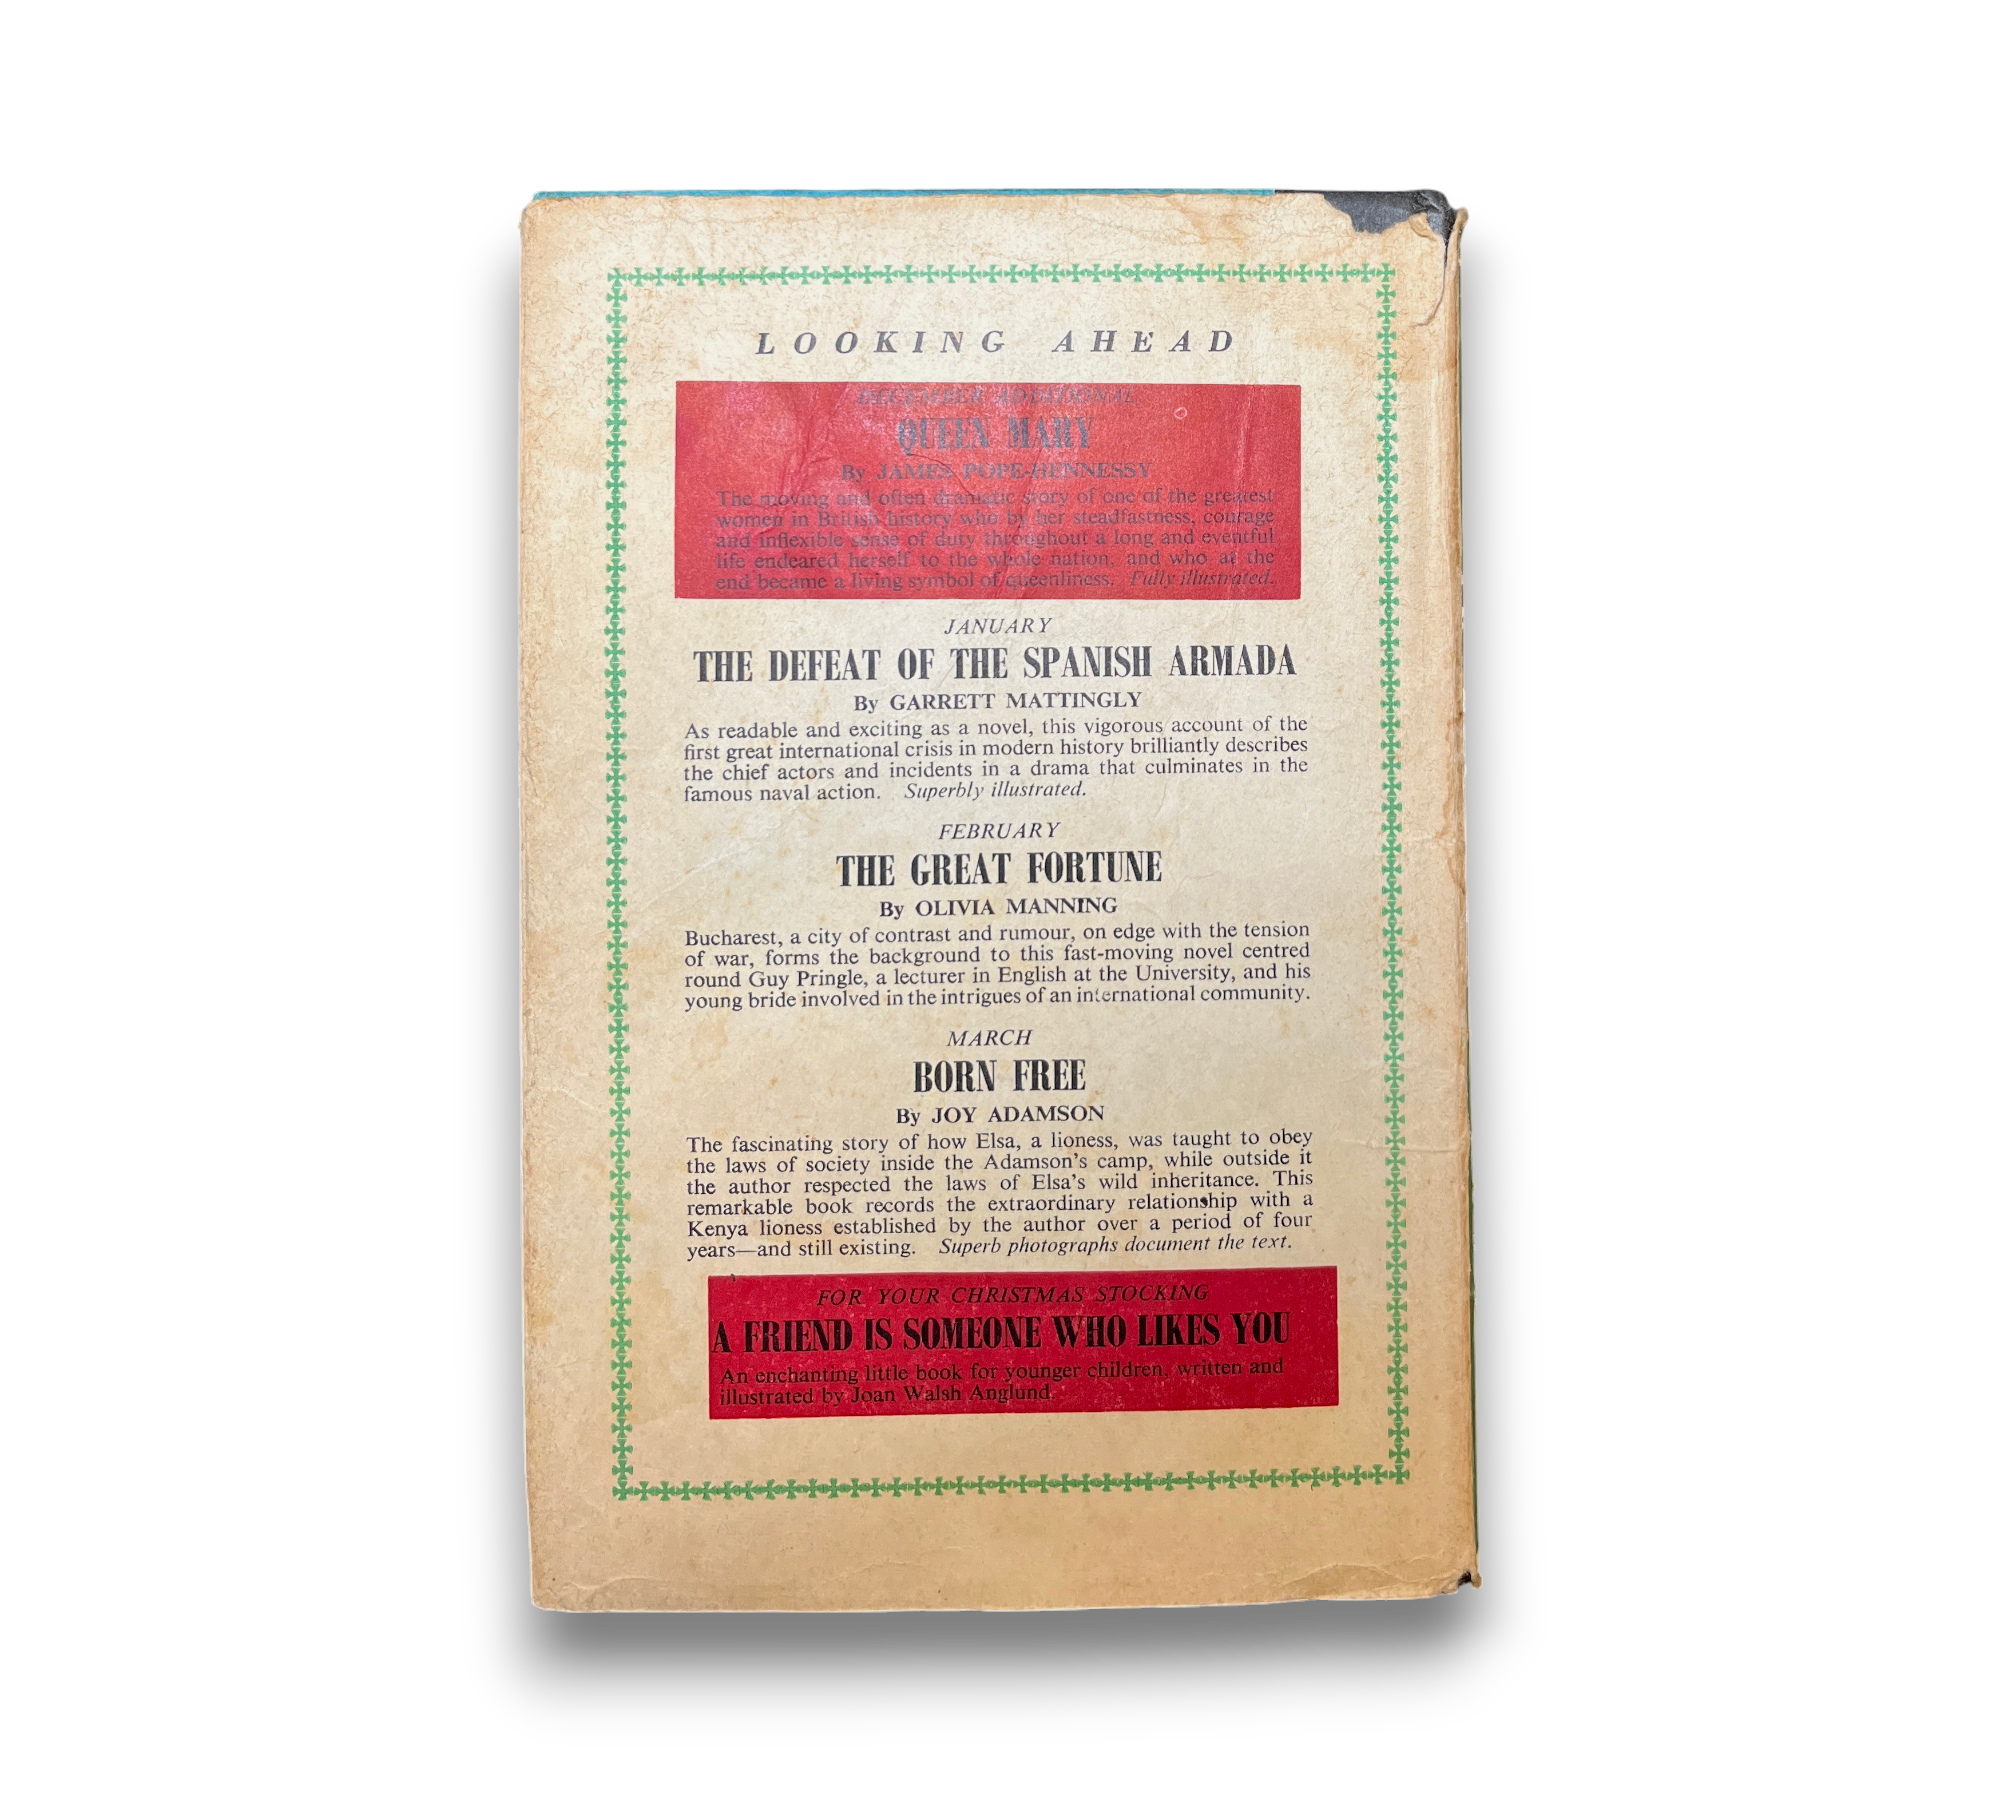 LOOKING AHEAD
DECEMBER ADDITIONAL
QUEEN MARY
By JAMES POPE-HENNESSY
The moving and often dramatic story of one of the greatest
women in British history who by her steadfastness, courage
and inflexible sense of duty throughout a long and eventful
life endeared herself to the whole nation, and who at the
end became a living symbol of queenliness. Fully illustrated.
JANUARY
THE DEFEAT OF THE SPANISH ARMADA
By GARRETT MATTINGLY
As readable and exciting as a novel, this vigorous account of the
first great international crisis in modern history brilliantly describes
the chief actors and incidents in a drama that culminates in the
famous naval action. Superbly illustrated.
FEBRUARY
THE GREAT FORTUNE
By OLIVIA MANNING
Bucharest, a city of contrast and rumour, on edge with the tension
of war, forms the background to this fast-moving novel centred
round Guy Pringle, a lecturer in English at the University, and his
young bride involved in the intrigues of an international community.
MARCH
BORN FREE
By JOY ADAMSON
The fascinating story of how Elsa, a lioness, was taught to obey
the laws of society inside the Adamson's camp, while outside it
the author respected the laws of Elsa's wild inheritance. This
remarkable book records the extraordinary relationship with a
Kenya lioness established by the author over a period of four
years—and still existing. Superb photographs document the text.
FOR YOUR CHRISTMAS STOCKING
A FRIEND IS SOMEONE WHO LIKES YOU
An enchanting little book for younger children, written and
illustrated by Joan Walsh Anglund.